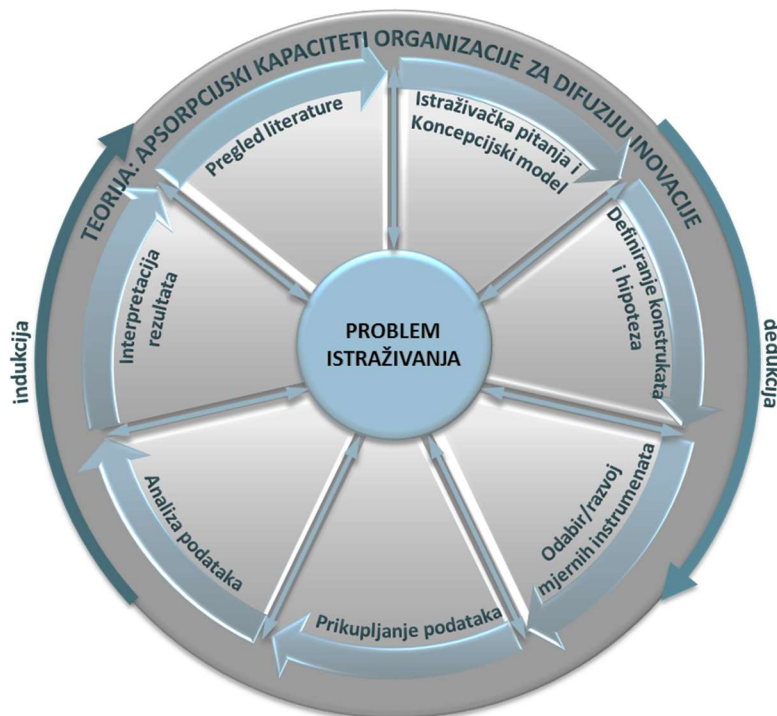 TEORIJA: APSORPCIJSKI KAPACITETI ORGANIZACIJE ZA DIFUZIJU INOVACIJE
Pregled literature
Istraživačka pitanja i
Koncepcijski model
Definiranje konstrukata
i hipoteza
Odabir/razvoj
mjernih instrumenata
Prikupljanje podataka
Analiza podataka
Interpretacija
rezultata
PROBLEM
ISTRAŽIVANJA
indukcija
dedukcija